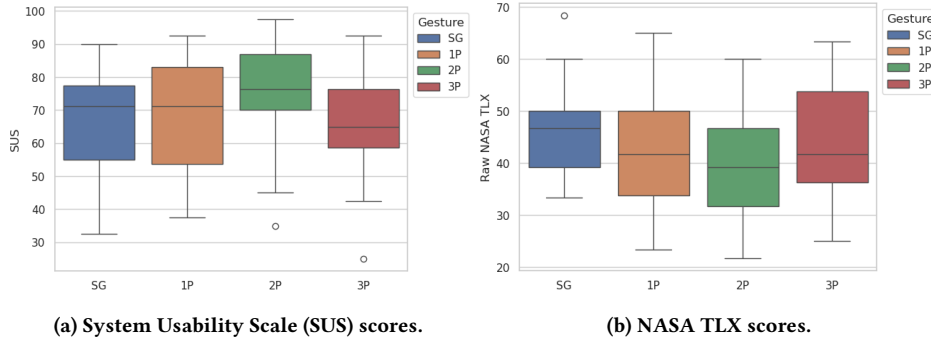 100
90
80
70
60
50
40
30
SUS
SG
1P
2P
3P
Gesture
SG
1P
2P
3P
(a) System Usability Scale (SUS) scores.
70
60
50
40
30
20
Raw NASA TLX
SG
1P
2P
3P
Gesture
SG
1P
2P
3P
(b) NASA TLX scores.